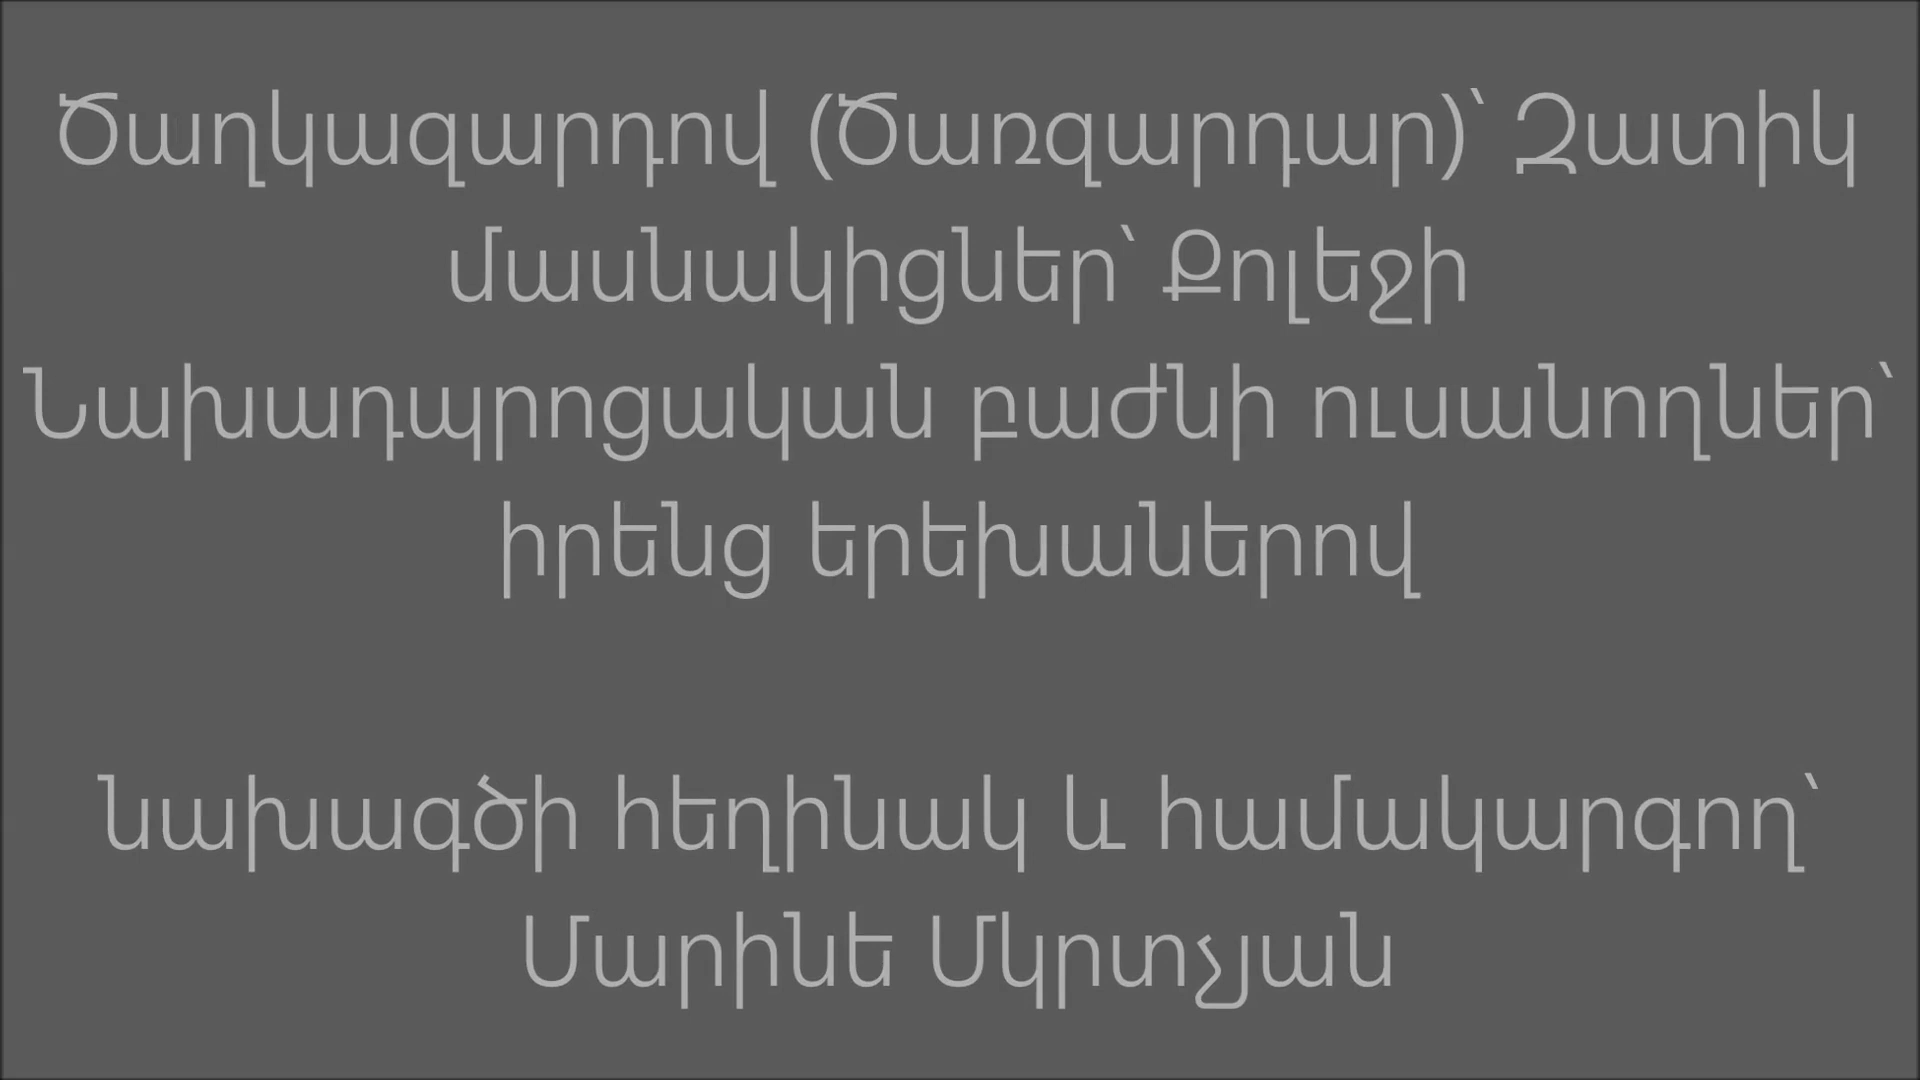 Ծաղկազարդով (Ծառզարդար)՝ Զատիկ
մասնակիցներ՝ Քոլեջի
Նախադպրոցական բաժնի ուսանողներ՝
իրենց երեխաներով
նախագծի հեղինակ և համակարգող՝
Մարինե Մկրտչյան